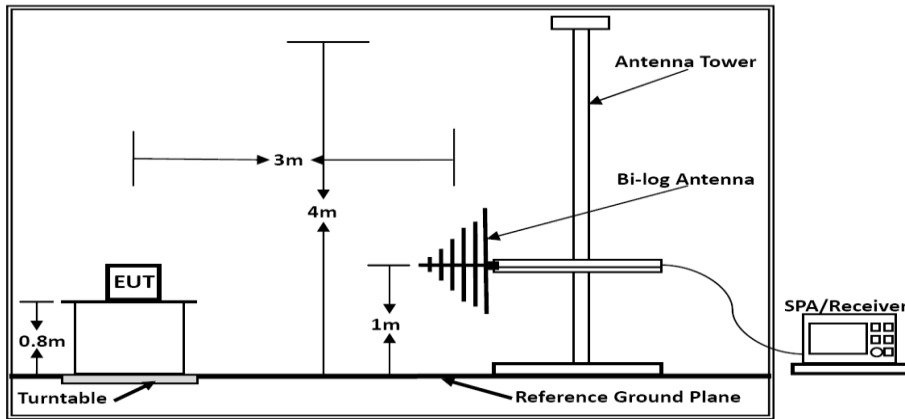 Antenna Tower
3m
Bi-log Antenna
4m
EUT
SPA/Receiver
0.8m
1m
Turntable
Reference Ground Plane